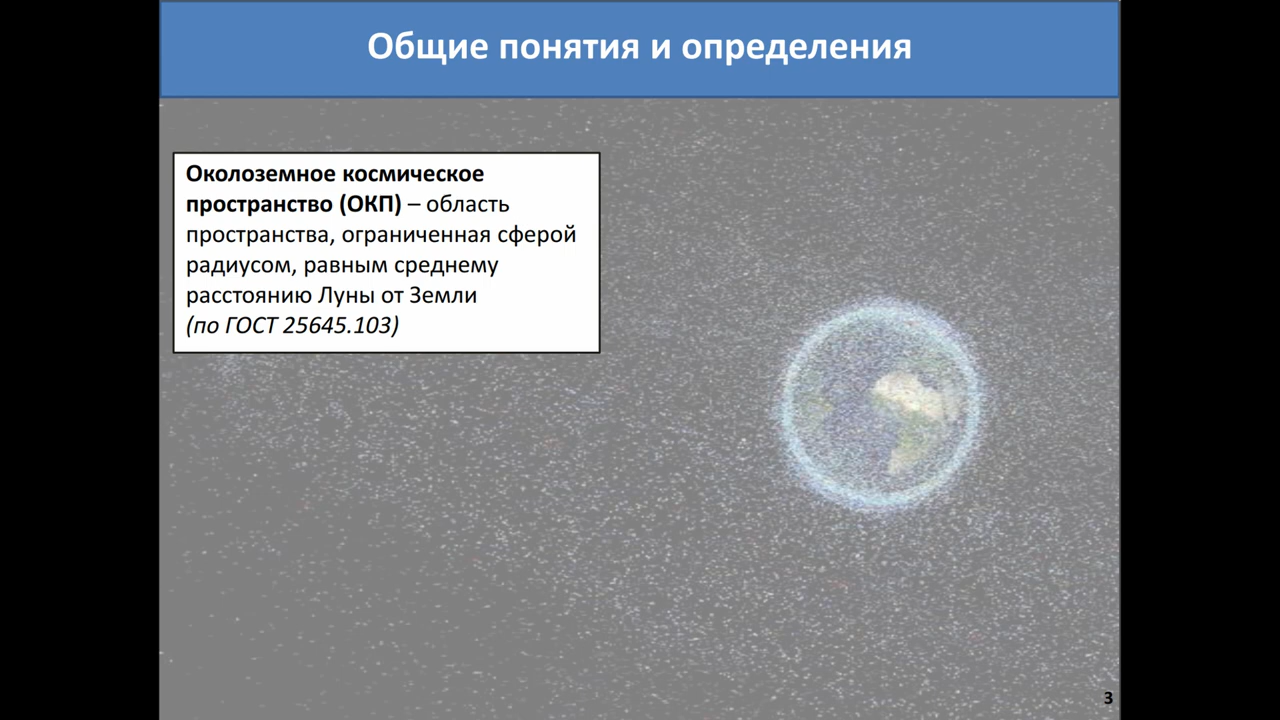 Общие понятия и определения
Околоземное космическое
пространство (ОКП) – область
пространства, ограниченная сферой
радиусом, равным среднему
расстоянию Луны от Земли
(по ГОСТ 25645.103)
3